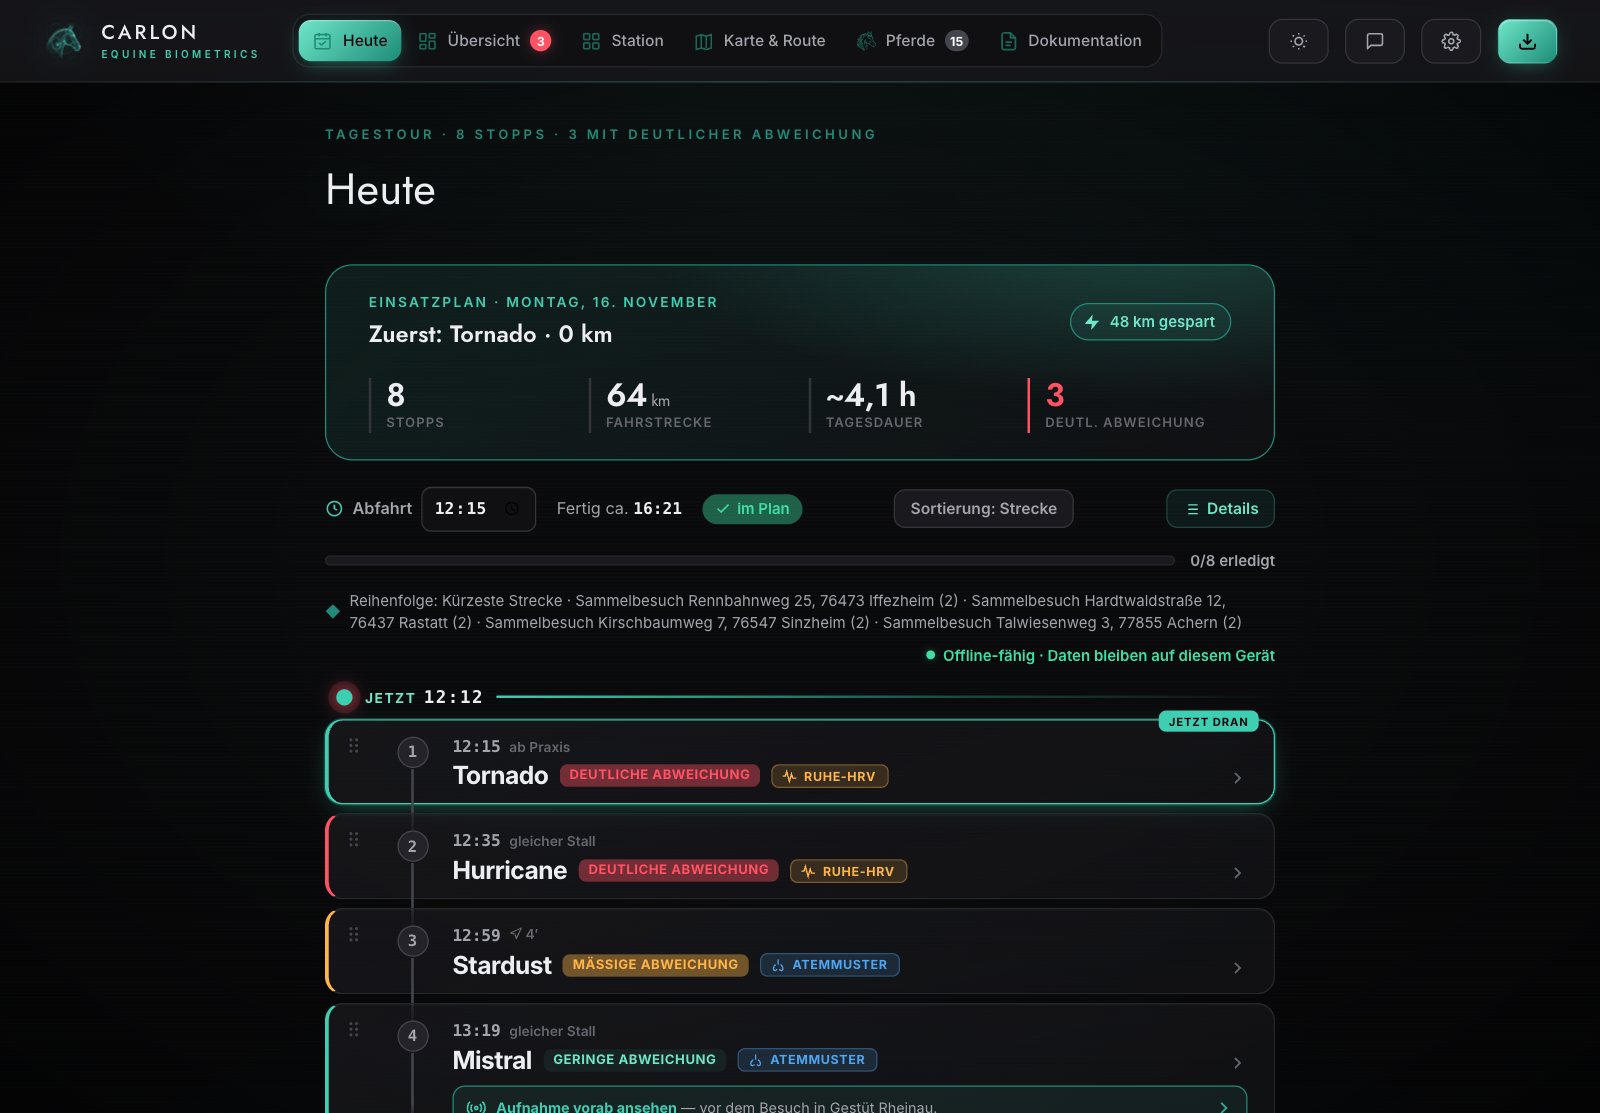 CARLON
EQUINE BIOMETRICS
Heute
Übersicht 3
Station
Karte & Route
Pferde 15
Dokumentation
TAGESTOUR · 8 STOPPS · 3 MIT DEUTLICHER ABWEICHUNG
Heute
EINSATZPLAN · MONTAG, 16. NOVEMBER
Zuerst: Tornado · 0 km
48 km gespart
8
STOPPS
64 km
FAHRSTRECKE
~4,1 h
TAGESDAUER
3
DEUTL. ABWEICHUNG
Abfahrt 12:15
Fertig ca. 16:21
im Plan
Sortierung: Strecke
Details
0/8 erledigt
Reihenfolge: Kürzeste Strecke · Sammelbesuch Rennbahnweg 25, 76473 Iffezheim (2) · Sammelbesuch Hardtwaldstraße 12,
76437 Rastatt (2) · Sammelbesuch Kirschbaumweg 7, 76547 Sinzheim (2) · Sammelbesuch Talwiesenweg 3, 77855 Achern (2)
Offline-fähig · Daten bleiben auf diesem Gerät
JETZT 12:12
JETZT DRAN
1
12:15 ab Praxis
Tornado DEUTLICHE ABWEICHUNG RUHE-HRV
2
12:35 gleicher Stall
Hurricane DEUTLICHE ABWEICHUNG RUHE-HRV
3
12:59 4′
Stardust MÄSSIGE ABWEICHUNG ATEMMUSTER
4
13:19 gleicher Stall
Mistral GERINGE ABWEICHUNG ATEMMUSTER
Aufnahme vorab ansehen — vor dem Besuch in Gestüt Rheinau.